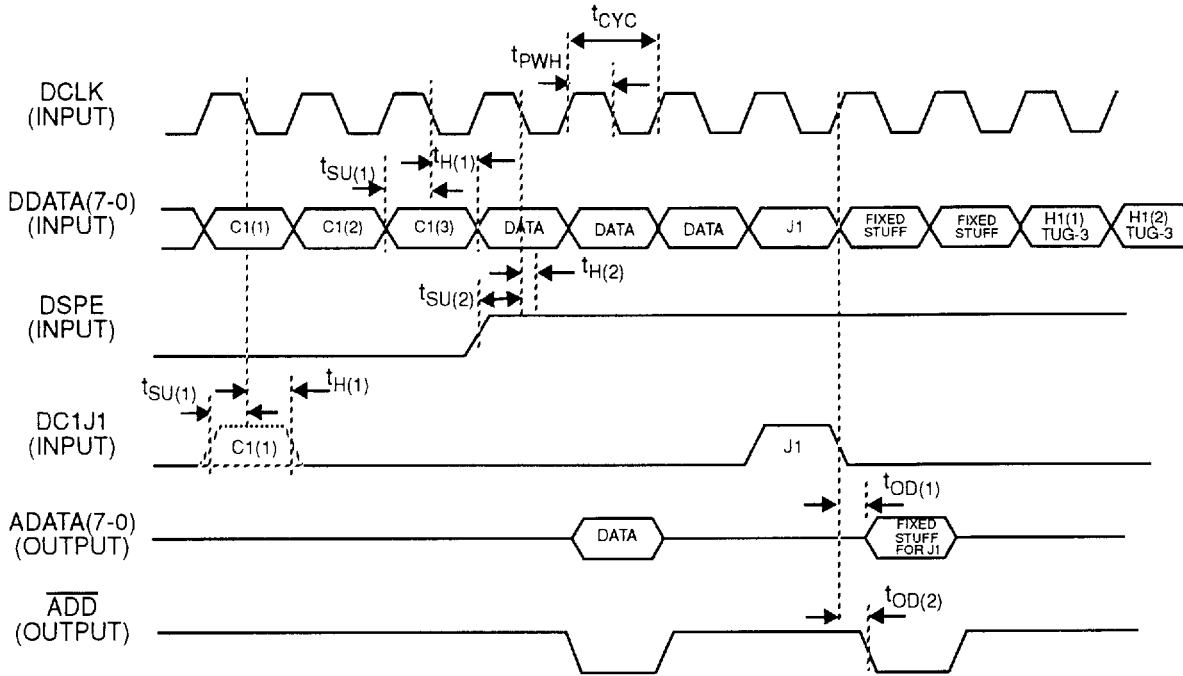 tCYC
tPWH
DCLK
(INPUT)
tSU(1)
tH(1)
DDATA(7-0)
(INPUT)
C1(1)
C1(2)
C1(3)
DATA
DATA
DATA
J1
FIXED
STUFF
FIXED
STUFF
H1(1)
TUG-3
H1(2)
TUG-3
tH(2)
DSPE
(INPUT)
tSU(2)
tSU(1)
tH(1)
DC1J1
(INPUT)
C1(1)
J1
tOD(1)
ADATA(7-0)
(OUTPUT)
DATA
FIXED
STUFF
FOR J1
ADD
(OUTPUT)
tOD(2)